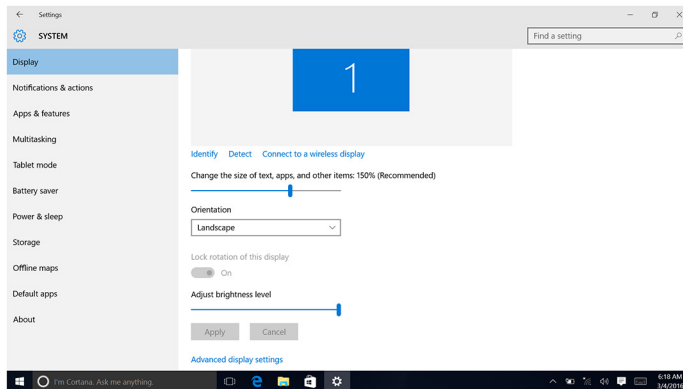 Settings
SYSTEM
Find a setting
Display
Notifications & actions
Apps & features
Multitasking
Tablet mode
Battery saver
Power & sleep
Storage
Offline maps
Default apps
About
1
Identify Detect Connect to a wireless display
Change the size of text, apps, and other items: 150% (Recommended)
Orientation
Landscape
Lock rotation of this display
On
Adjust brightness level
Apply Cancel
Advanced display settings
I'm Cortana. Ask me anything.
6:18 AM
3/4/2016